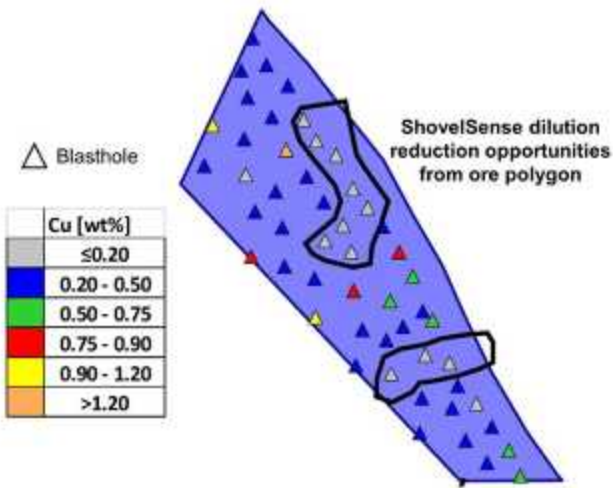 ShovelSense dilution
reduction opportunities
from ore polygon
Blasthole
Cu [wt%]
≤0.20
0.20 - 0.50
0.50 - 0.75
0.75 - 0.90
0.90 - 1.20
>1.20